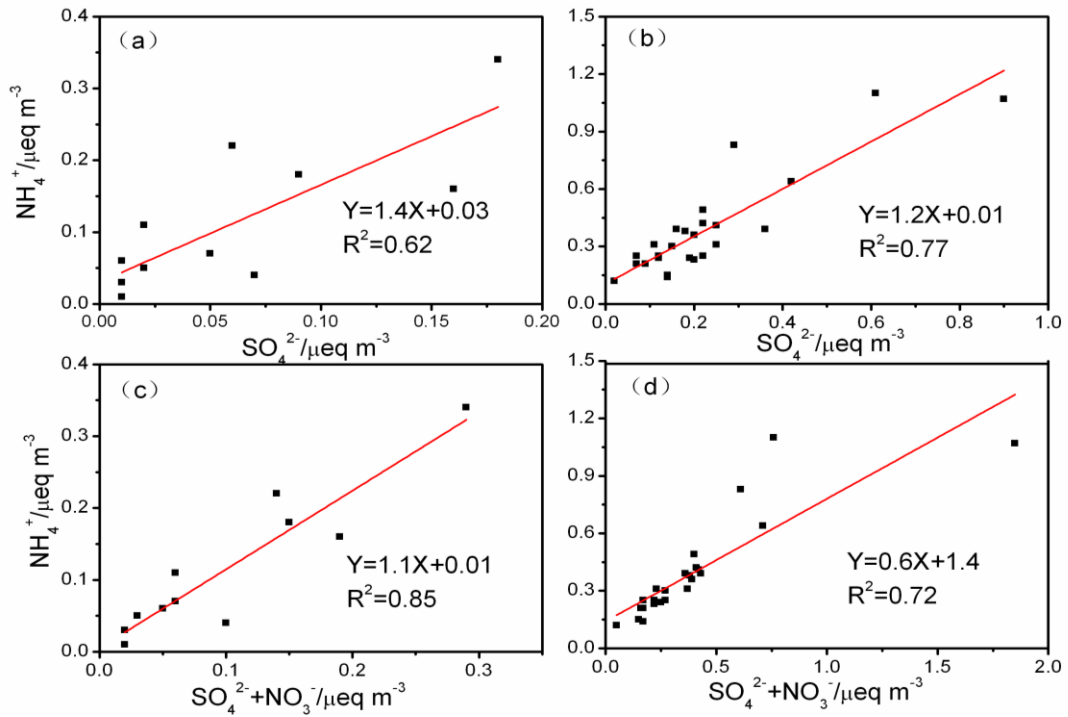 (a)
NH₄⁺/μeq m⁻³
0.4
0.3
0.2
0.1
0.0
Y=1.4X+0.03
R²=0.62
0.00 0.05 0.10 0.15 0.20
SO₄²⁻/μeq m⁻³
(b)
1.5
1.2
0.9
0.6
0.3
0.0
Y=1.2X+0.01
R²=0.77
0.0 0.2 0.4 0.6 0.8 1.0
SO₄²⁻/μeq m⁻³
(c)
NH₄⁺/μeq m⁻³
0.4
0.3
0.2
0.1
0.0
Y=1.1X+0.01
R²=0.85
0.0 0.1 0.2 0.3
SO₄²⁻+NO₃⁻/μeq m⁻³
(d)
1.5
1.2
0.9
0.6
0.3
0.0
Y=0.6X+1.4
R²=0.72
0.0 0.5 1.0 1.5 2.0
SO₄²⁻+NO₃⁻/μeq m⁻³